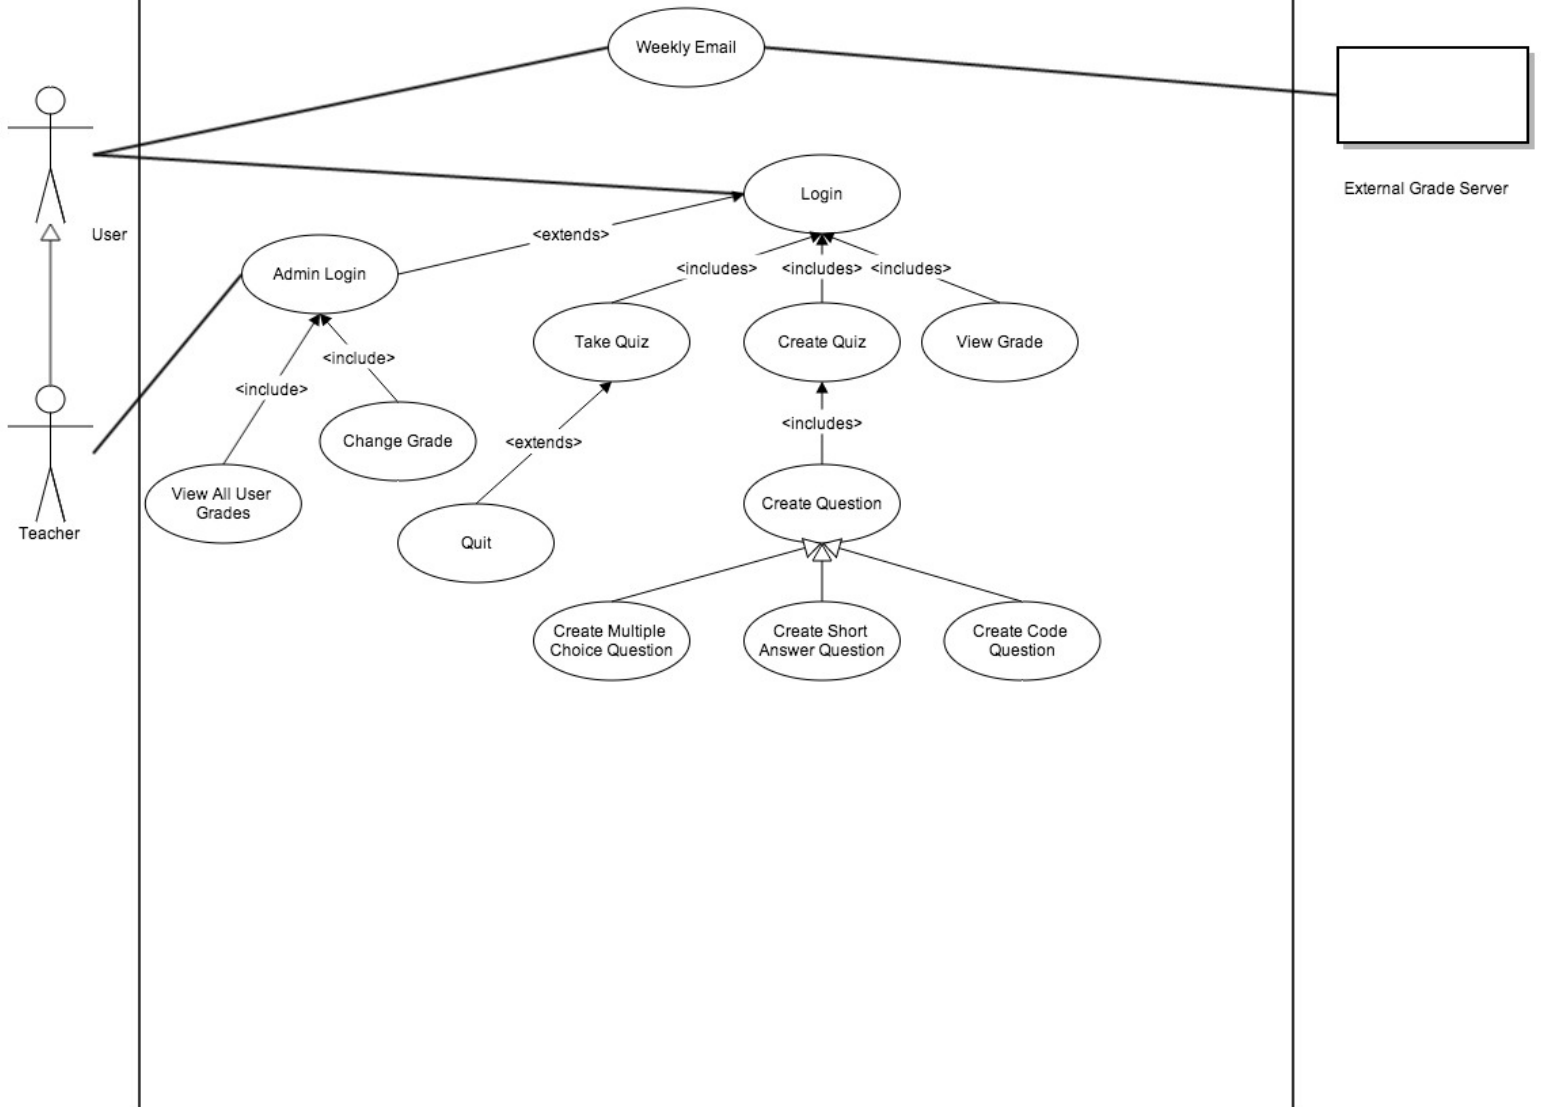 Weekly Email
External Grade Server
Login
User
<extends>
Admin Login
<includes>
<includes>
<includes>
Take Quiz
Create Quiz
View Grade
<include>
<include>
Change Grade
<extends>
<includes>
View All User
Grades
Create Question
Teacher
Quit
Create Multiple
Choice Question
Create Short
Answer Question
Create Code
Question